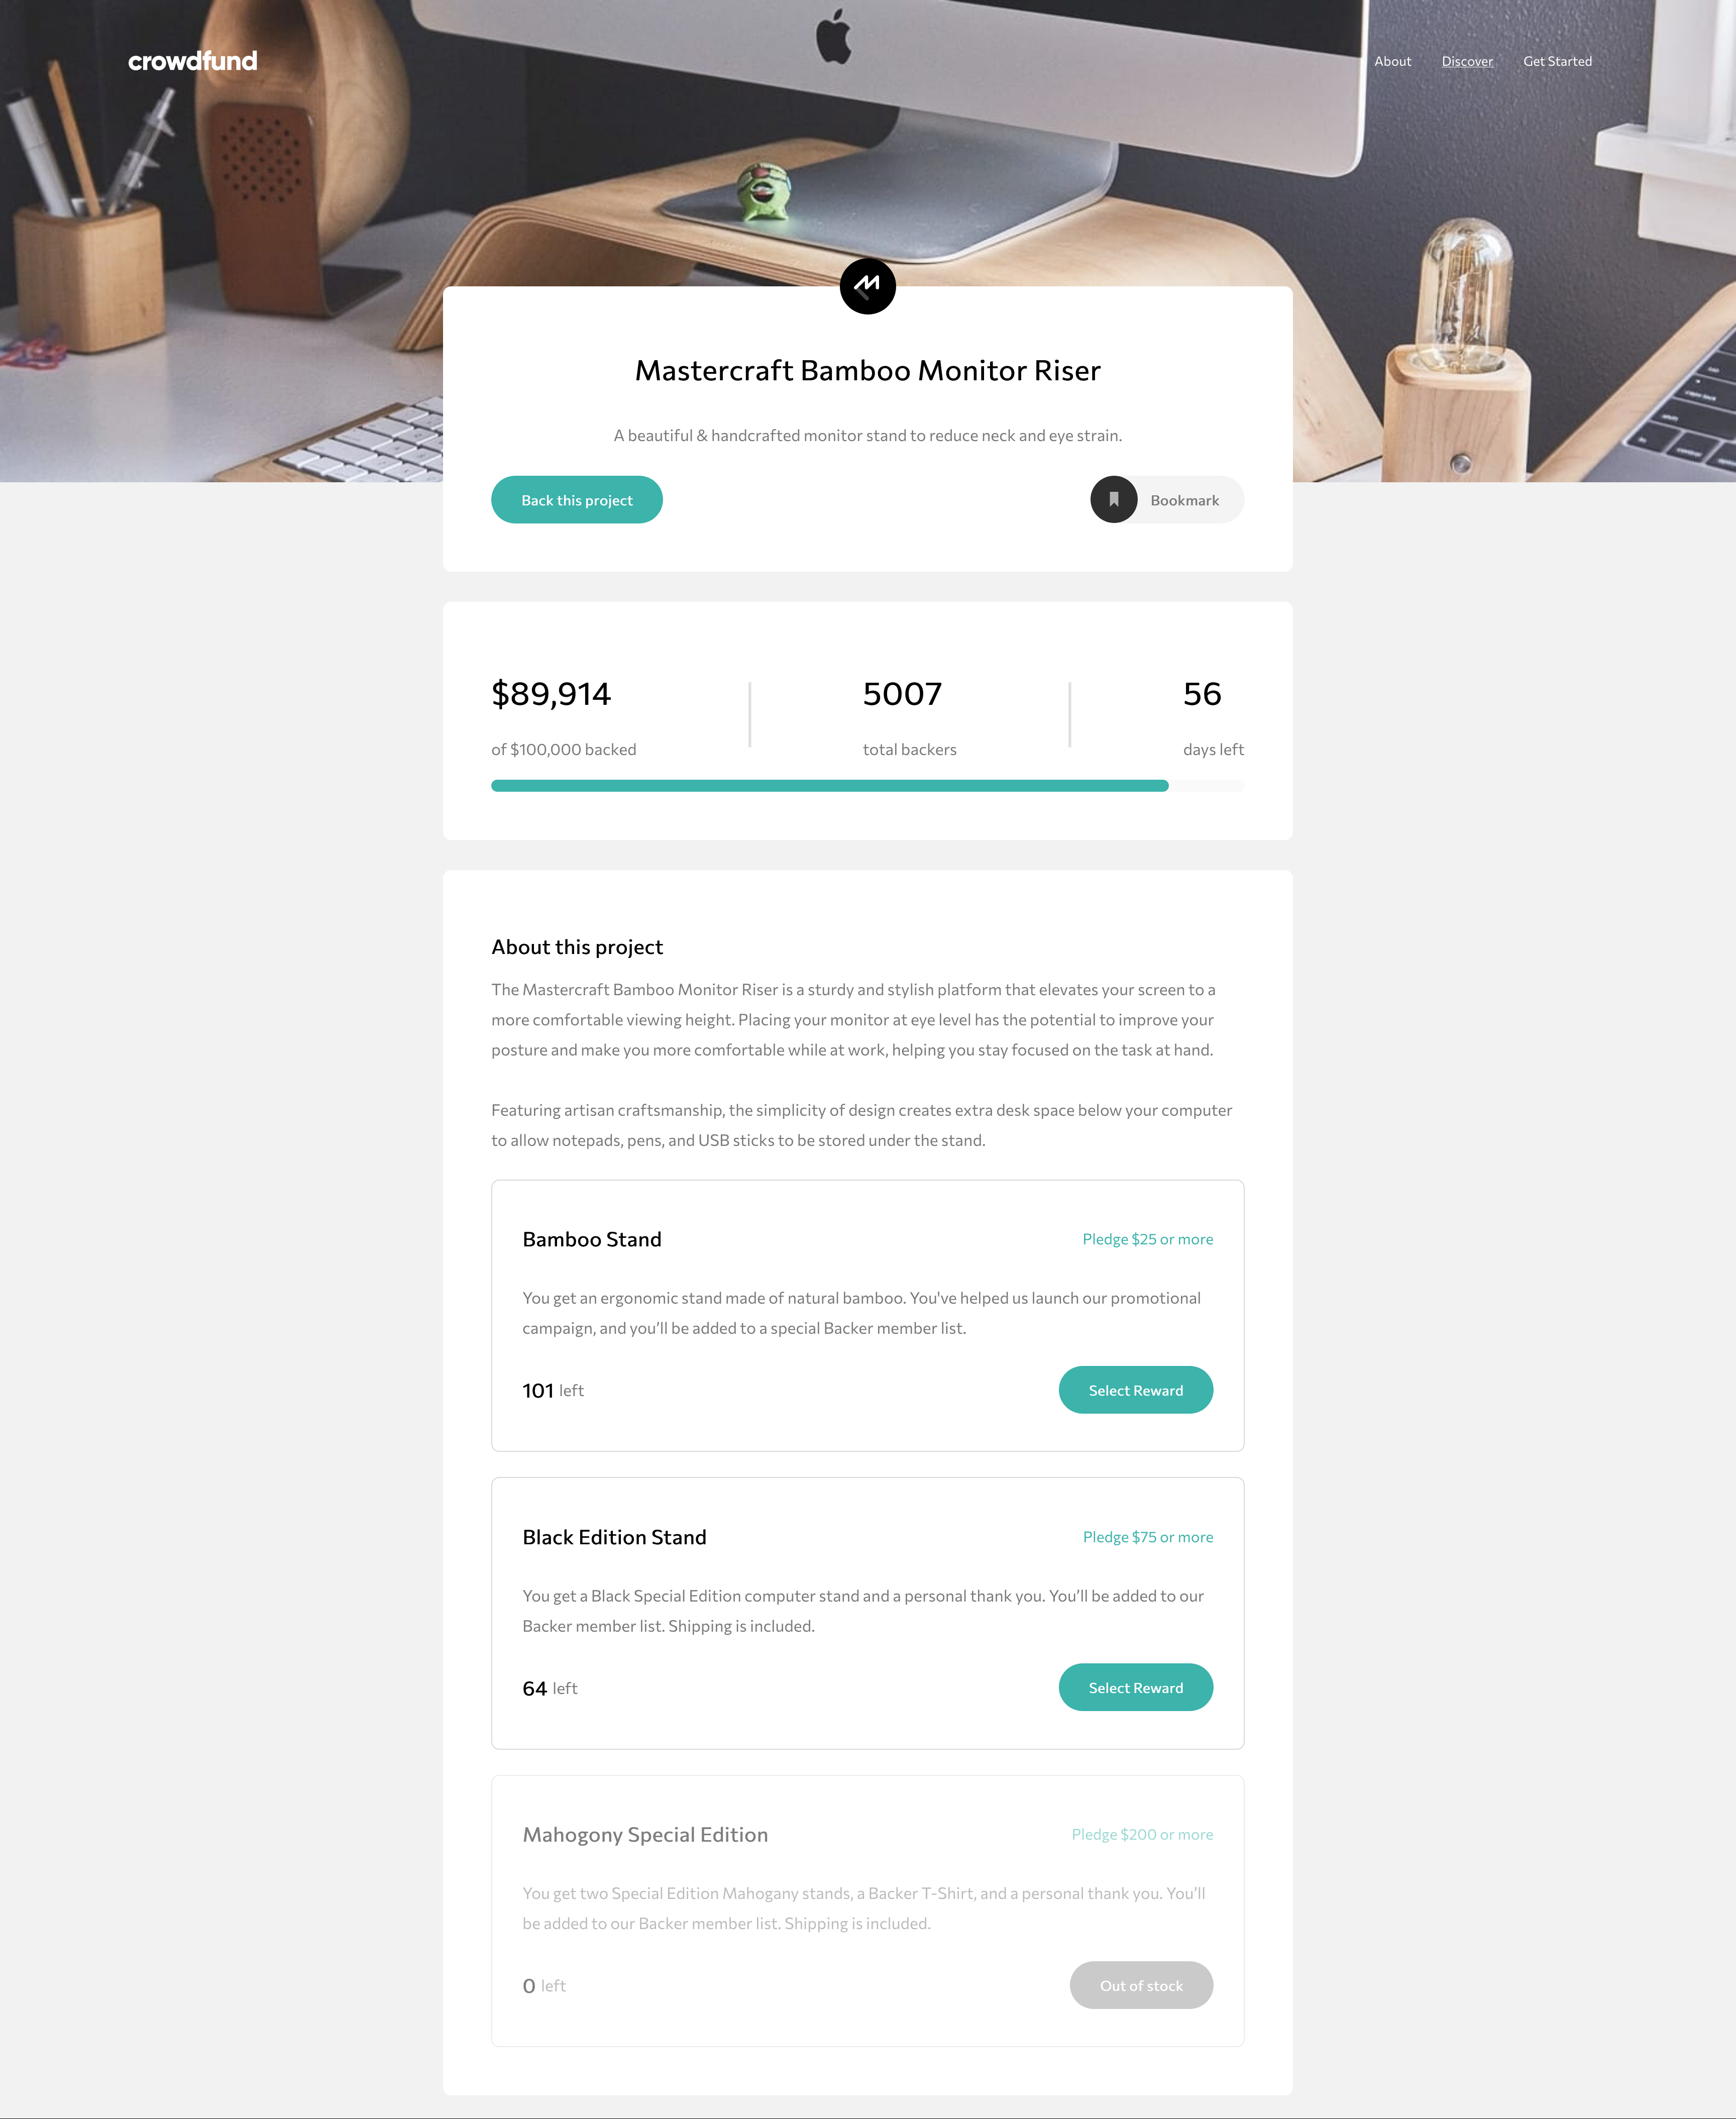 crowdfund
About Discover Get Started
Mastercraft Bamboo Monitor Riser
A beautiful & handcrafted monitor stand to reduce neck and eye strain.
Back this project
Bookmark
$89,914
of $100,000 backed
5007
total backers
56
days left
About this project
The Mastercraft Bamboo Monitor Riser is a sturdy and stylish platform that elevates your screen to a
more comfortable viewing height. Placing your monitor at eye level has the potential to improve your
posture and make you more comfortable while at work, helping you stay focused on the task at hand.
Featuring artisan craftsmanship, the simplicity of design creates extra desk space below your computer
to allow notepads, pens, and USB sticks to be stored under the stand.
Bamboo Stand
Pledge $25 or more
You get an ergonomic stand made of natural bamboo. You've helped us launch our promotional
campaign, and you’ll be added to a special Backer member list.
101 left
Select Reward
Black Edition Stand
Pledge $75 or more
You get a Black Special Edition computer stand and a personal thank you. You’ll be added to our
Backer member list. Shipping is included.
64 left
Select Reward
Mahogony Special Edition
Pledge $200 or more
You get two Special Edition Mahogany stands, a Backer T-Shirt, and a personal thank you. You’ll
be added to our Backer member list. Shipping is included.
0 left
Out of stock